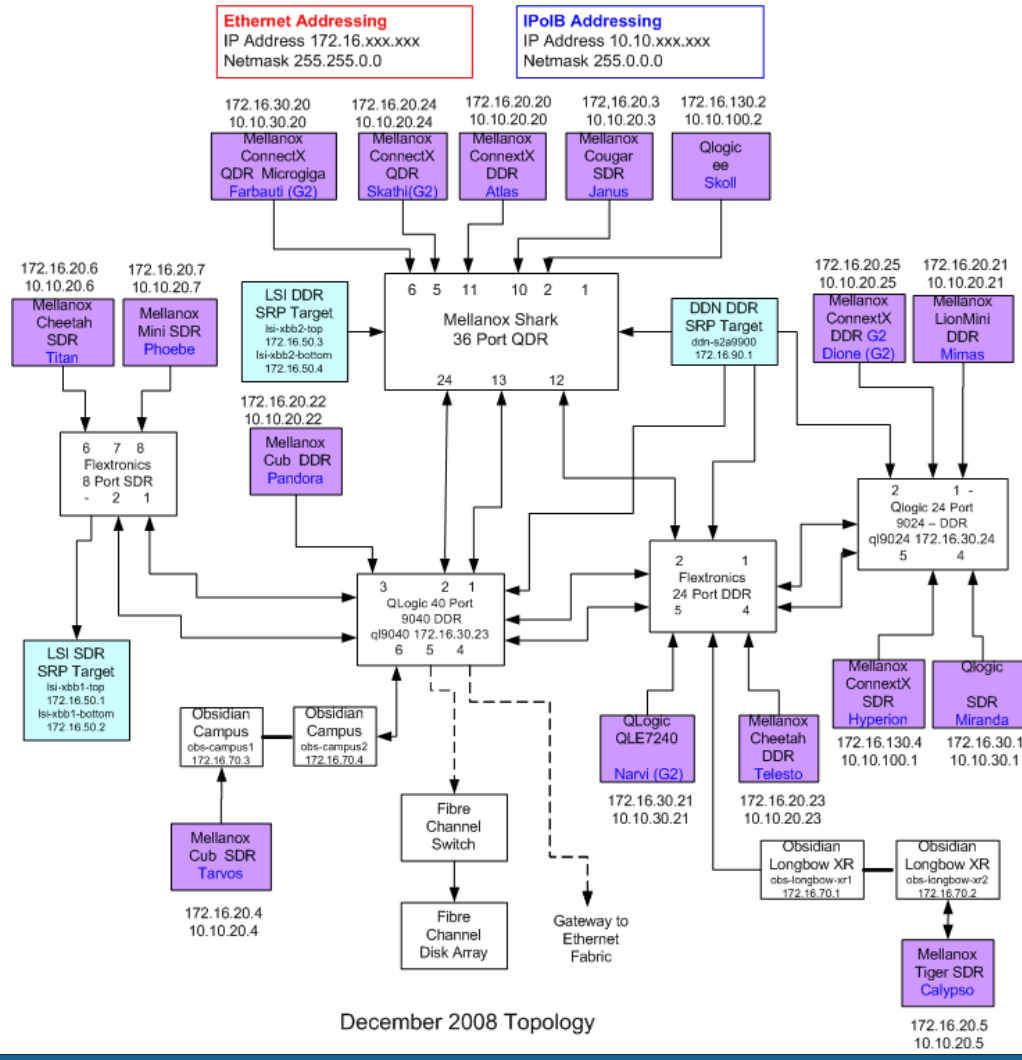 Ethernet Addressing
IP Address 172.16.xxx.xxx
Netmask 255.255.0.0
IPoIB Addressing
IP Address 10.10.xxx.xxx
Netmask 255.0.0.0
172.16.30.20
10.10.30.20
Mellanox
ConnectX
QDR Microgiga
Farbauti (G2)
172.16.20.24
10.10.20.24
Mellanox
ConnectX
QDR
Skathi(G2)
172.16.20.20
10.10.20.20
Mellanox
ConnextX
DDR
Atlas
172,16.20.3
10.10.20.3
Mellanox
Cougar
SDR
Janus
172.16.130.2
10.10.100.2
Qlogic
ee
Skoll
172.16.20.6
10.10.20.6
Mellanox
Cheetah
SDR
Titan
172.16.20.7
10.10.20.7
Mellanox
Mini SDR
Phoebe
LSI DDR
SRP Target
lsi-xbb2-top
172.16.50.3
lsi-xbb2-bottom
172.16.50.4
6 5 11 10 2 1
Mellanox Shark
36 Port QDR
24 13 12
DDN DDR
SRP Target
ddn-s2a9900
172.16.90.1
172.16.20.25
10.10.20.25
Mellanox
ConnextX
DDR G2
Dione (G2)
172.16.20.21
10.10.20.21
Mellanox
LionMini
DDR
Mimas
172.16.20.22
10.10.20.22
Mellanox
Cub DDR
Pandora
6 7 8
Flextronics
8 Port SDR
- 2 1
2 1 -
Qlogic 24 Port
9024 – DDR
ql9024 172.16.30.24
5 4
3 2 1
QLogic 40 Port
9040 DDR
ql9040 172.16.30.23
6 5 4
2 1
Flextronics
24 Port DDR
5 4
LSI SDR
SRP Target
lsi-xbb1-top
172.16.50.1
lsi-xbb1-bottom
172.16.50.2
Obsidian
Campus
obs-campus1
172.16.70.3
Obsidian
Campus
obs-campus2
172.16.70.4
QLogic
QLE7240
Narvi (G2)
172.16.30.21
10.10.30.21
Mellanox
Cheetah
DDR
Telesto
172.16.20.23
10.10.20.23
Mellanox
ConnextX
SDR
Hyperion
172.16.130.4
10.10.100.1
Qlogic
SDR
Miranda
172.16.30.1
10.10.30.1
Mellanox
Cub SDR
Tarvos
172.16.20.4
10.10.20.4
Fibre
Channel
Switch
Fibre
Channel
Disk Array
Gateway to
Ethernet
Fabric
Obsidian
Longbow XR
obs-longbow-xr1
172.16.70.1
Obsidian
Longbow XR
obs-longbow-xr2
172.16.70.2
Mellanox
Tiger SDR
Calypso
172.16.20.5
10.10.20.5
December 2008 Topology